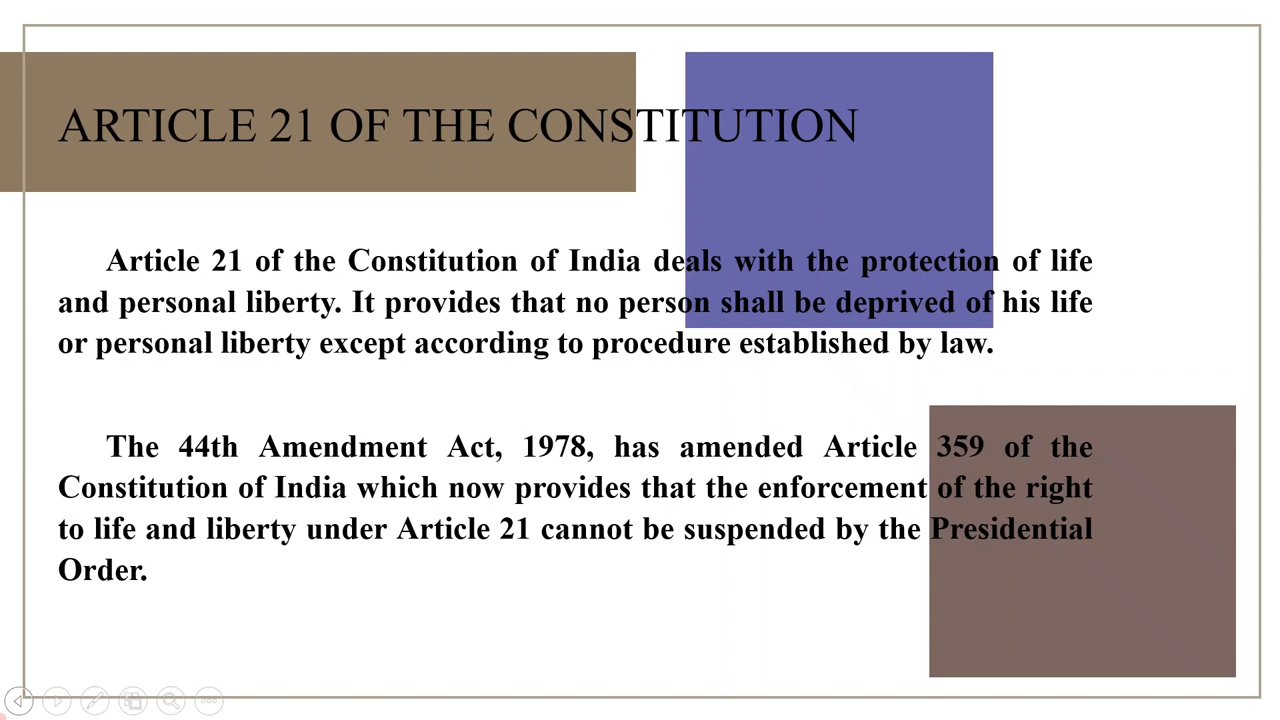 ARTICLE 21 OF THE CONSTITUTION
Article 21 of the Constitution of India deals with the protection of life
and personal liberty. It provides that no person shall be deprived of his life
or personal liberty except according to procedure established by law.
The 44th Amendment Act, 1978, has amended Article 359 of the
Constitution of India which now provides that the enforcement of the right
to life and liberty under Article 21 cannot be suspended by the Presidential
Order.